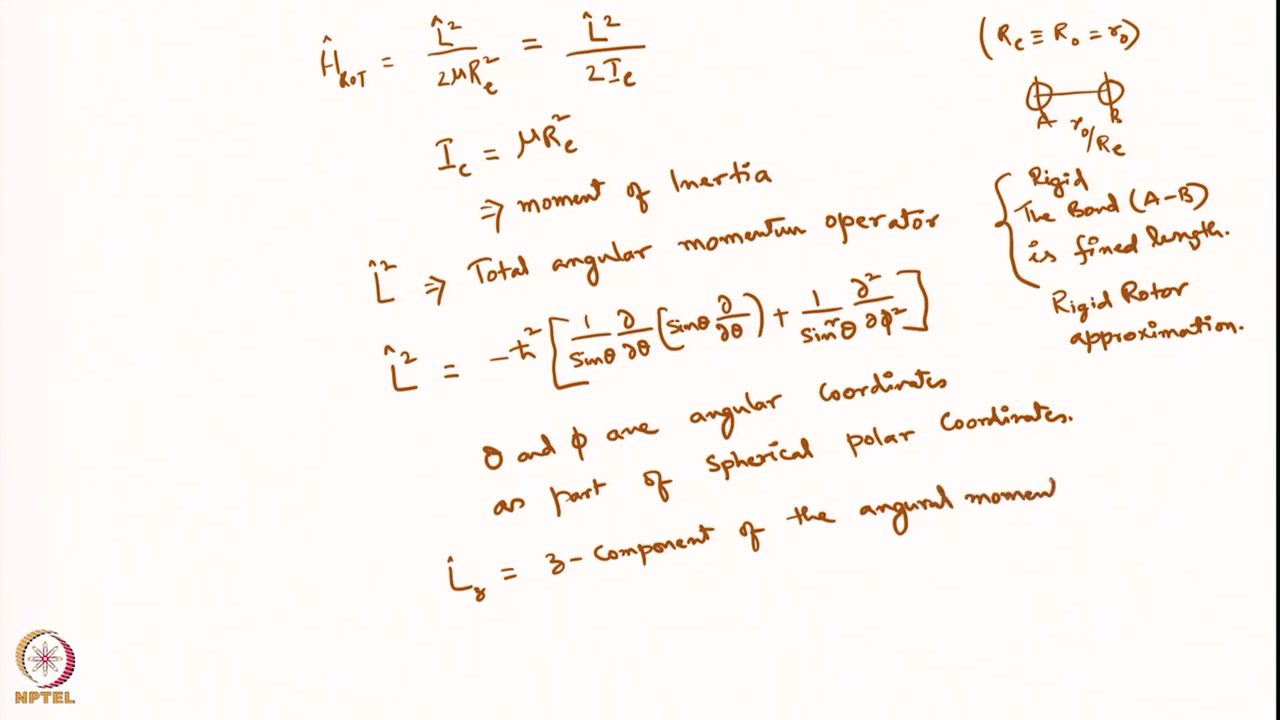 Ĥ_ROT = L̂² / 2μR_e² = L̂² / 2I_e
(R_e ≡ R_0 = r_0)
I_e = μR_e²
A B
r_0/R_e
⇒ moment of Inertia
Rigid
The Bond (A-B)
is fined length.
Rigid Rotor
approximation.
L̂² ⇒ Total angular momentum operator
L̂² = -ħ² [ 1/Sinθ ∂/∂θ (Sinθ ∂/∂θ) + 1/Sin²θ ∂²/∂ϕ² ]
θ and ϕ are angular coordinates
as part of spherical polar coordinates.
L̂_z = z-component of the angural momen
NPTEL